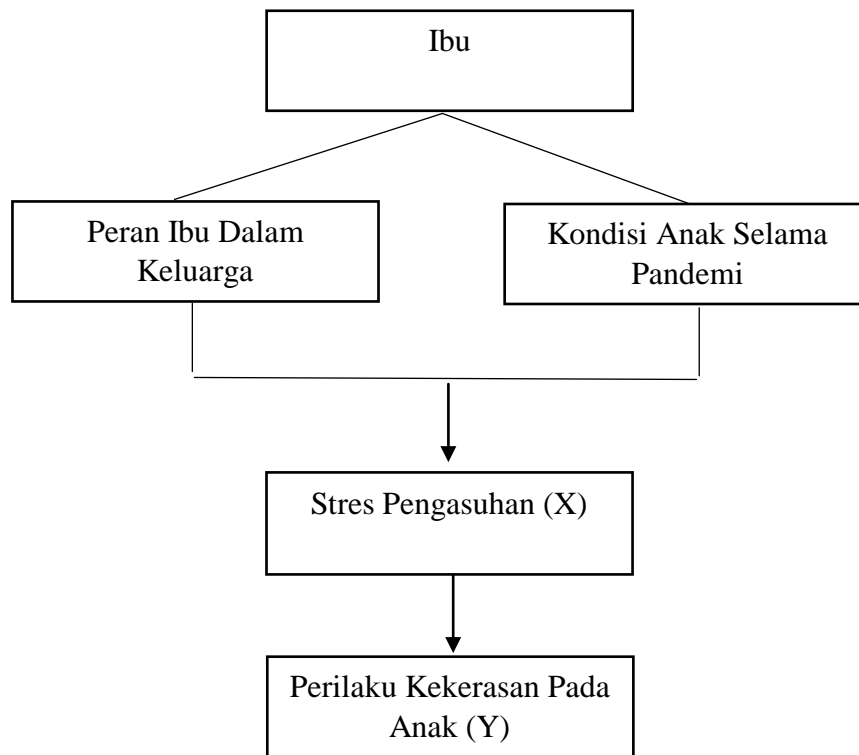 Ibu
Peran Ibu Dalam
Keluarga
Kondisi Anak Selama
Pandemi
Stres Pengasuhan (X)
Perilaku Kekerasan Pada
Anak (Y)